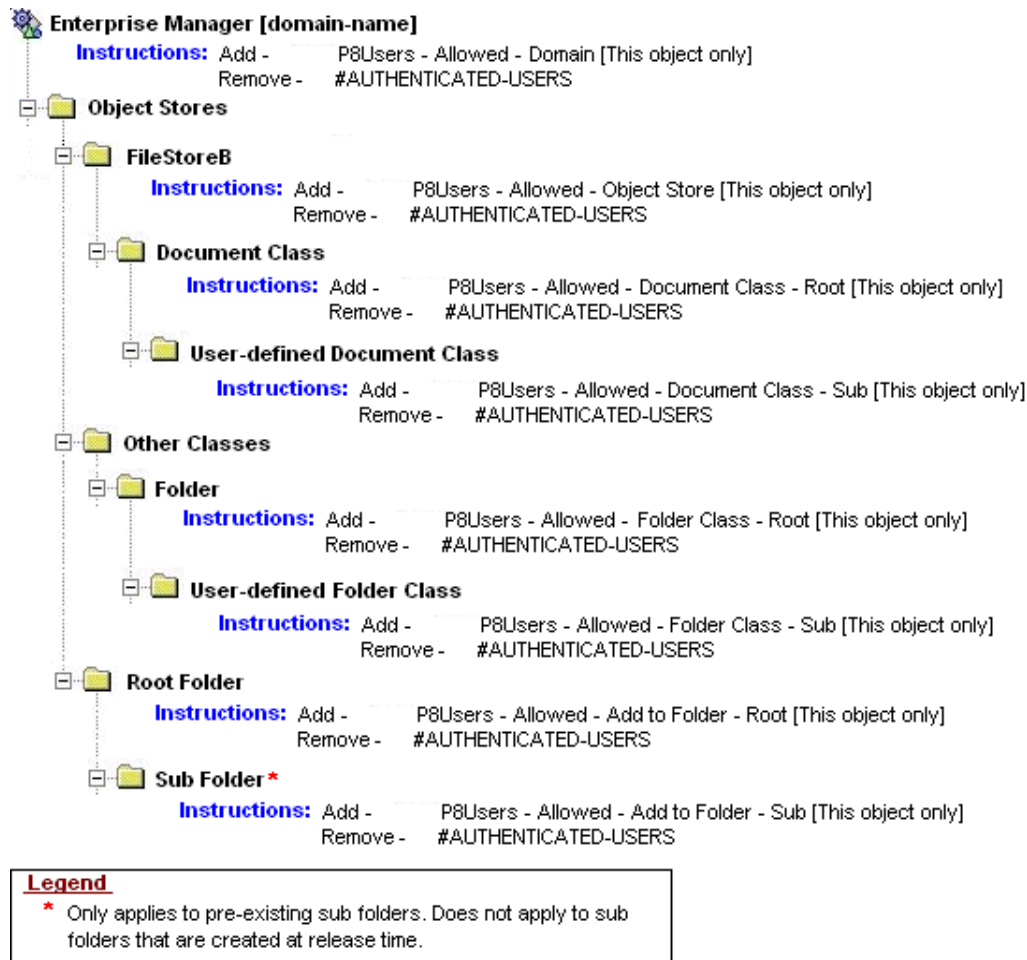 Enterprise Manager [domain-name]
Instructions: Add - P8Users - Allowed - Domain [This object only]
Remove - #AUTHENTICATED-USERS
Object Stores
FileStoreB
Instructions: Add - P8Users - Allowed - Object Store [This object only]
Remove - #AUTHENTICATED-USERS
Document Class
Instructions: Add - P8Users - Allowed - Document Class - Root [This object only]
Remove - #AUTHENTICATED-USERS
User-defined Document Class
Instructions: Add - P8Users - Allowed - Document Class - Sub [This object only]
Remove - #AUTHENTICATED-USERS
Other Classes
Folder
Instructions: Add - P8Users - Allowed - Folder Class - Root [This object only]
Remove - #AUTHENTICATED-USERS
User-defined Folder Class
Instructions: Add - P8Users - Allowed - Folder Class - Sub [This object only]
Remove - #AUTHENTICATED-USERS
Root Folder
Instructions: Add - P8Users - Allowed - Add to Folder - Root [This object only]
Remove - #AUTHENTICATED-USERS
Sub Folder*
Instructions: Add - P8Users - Allowed - Add to Folder - Sub [This object only]
Remove - #AUTHENTICATED-USERS
Legend
* Only applies to pre-existing sub folders. Does not apply to sub
folders that are created at release time.